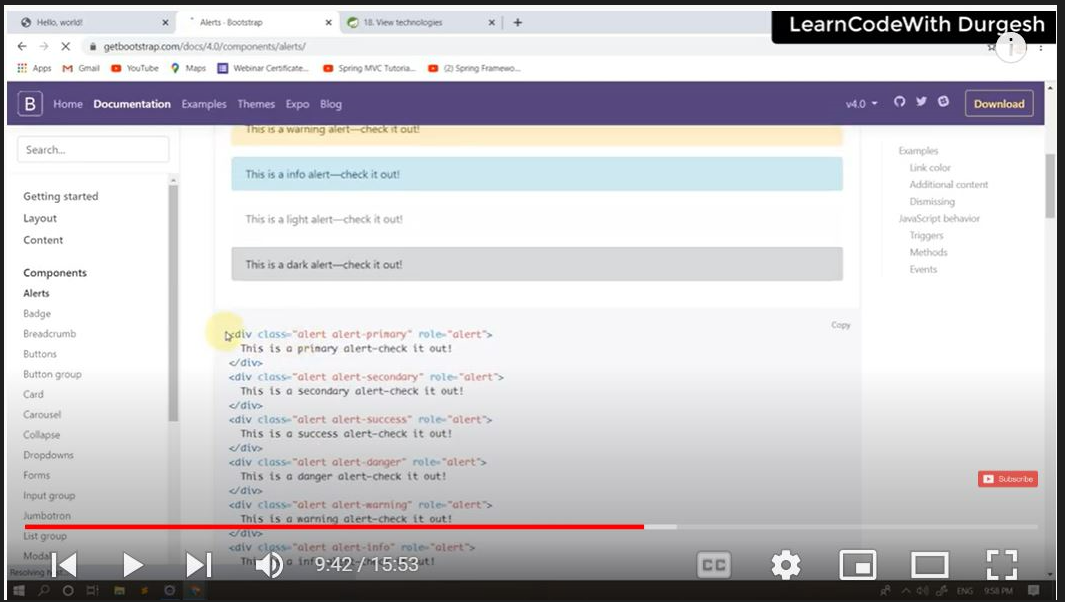 LearnCodeWith Durgesh
Hello, world!
Alerts · Bootstrap
18. View technologies
getbootstrap.com/docs/4.0/components/alerts/
Apps
Gmail
YouTube
Maps
Webinar Certificate...
Spring MVC Tutoria...
(2) Spring Framewo...
B
Home
Documentation
Examples
Themes
Expo
Blog
v4.0
Download
Search...
Getting started
Layout
Content
Components
Alerts
Badge
Breadcrumb
Buttons
Button group
Card
Carousel
Collapse
Dropdowns
Forms
Input group
Jumbotron
List group
This is a warning alert—check it out!
This is a info alert—check it out!
This is a light alert—check it out!
This is a dark alert—check it out!
Copy
<div class="alert alert-primary" role="alert">
This is a primary alert—check it out!
</div>
<div class="alert alert-secondary" role="alert">
This is a secondary alert—check it out!
</div>
<div class="alert alert-success" role="alert">
This is a success alert—check it out!
</div>
<div class="alert alert-danger" role="alert">
This is a danger alert—check it out!
</div>
<div class="alert alert-warning" role="alert">
This is a warning alert—check it out!
</div>
<div class="alert alert-info" role="alert">
Examples
Link color
Additional content
Dismissing
JavaScript behavior
Triggers
Methods
Events
Subscribe
9:42 / 15:53
CC
ENG
9:58 PM